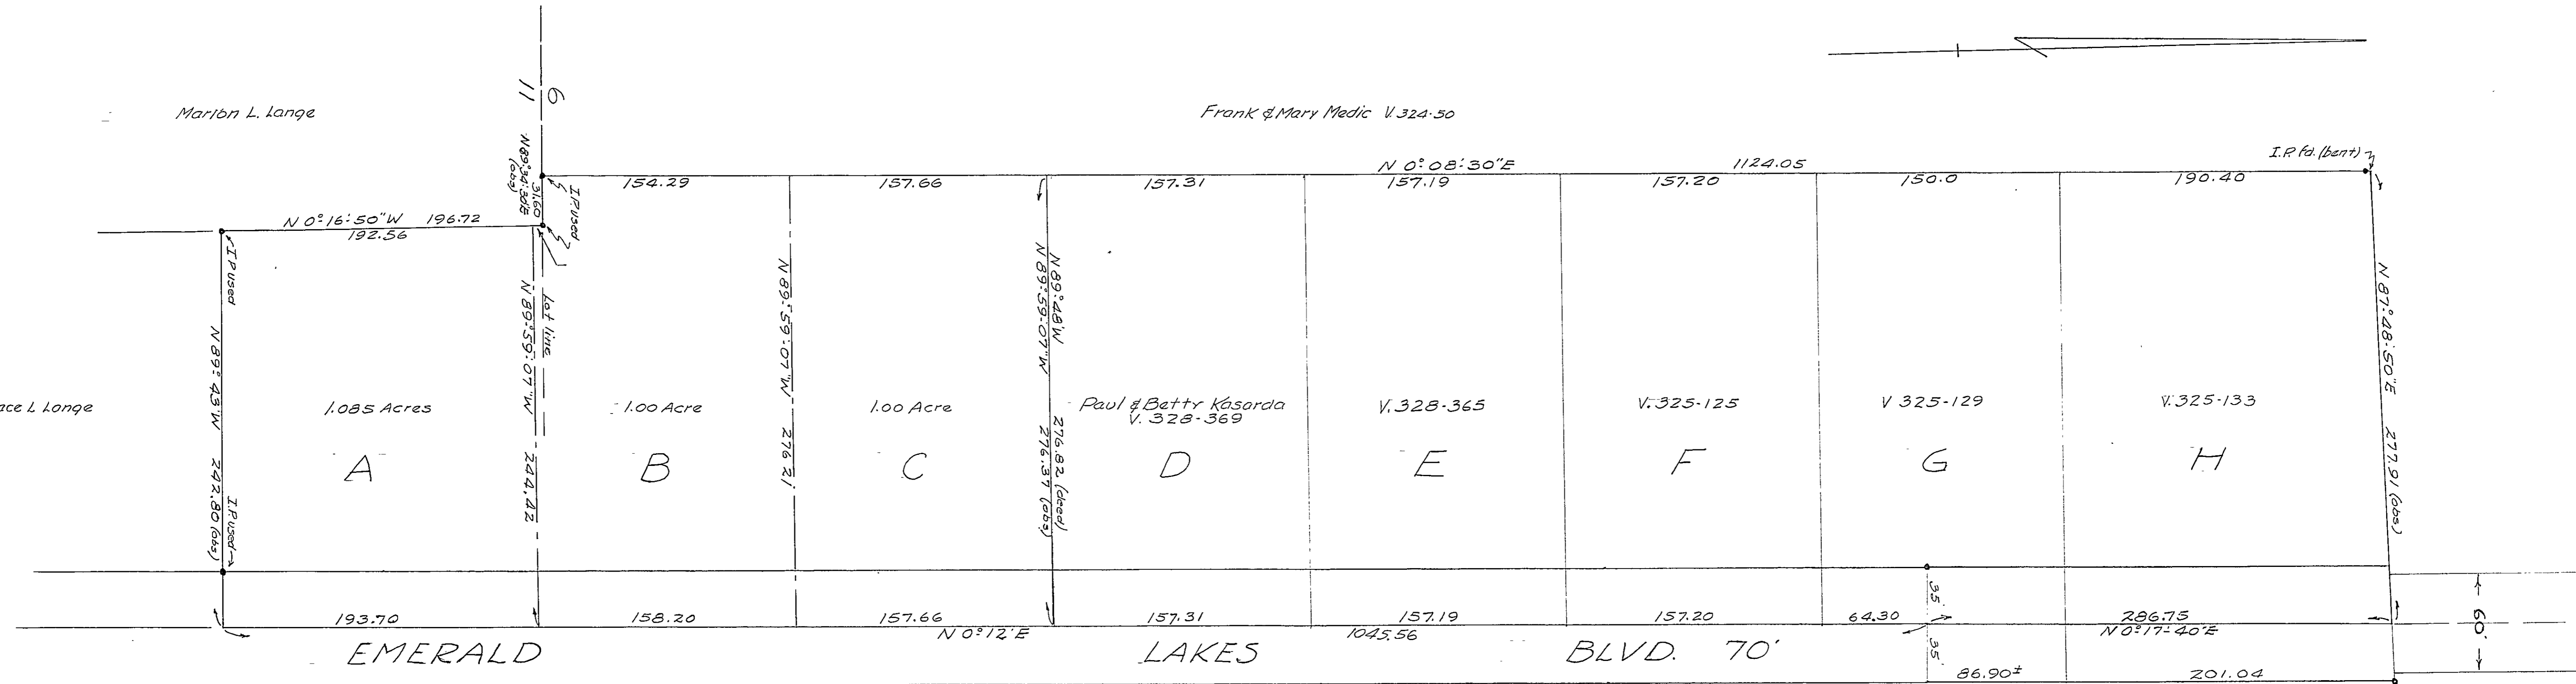 6
11
Marion L. Lange
Frank & Mary Medic V. 324-50
I.P. fd. (bent)
N 89° 34' 30" E
31.60
(obs)
I.P. used
N 0° 08' 30" E 1124.05
154.29 157.66 157.31 157.19 157.20 150.0 190.40
N 0° 16' 50" W 196.72
192.56
I.P. used
N 89° 43' W 242.80 (obs)
I.P. used
N 89° 59' 07" W 244.42
Lot line
N 89° 59' 07" W 276.21
N 89° 48' W 276.82 (deed)
N 89° 59' 07" W 276.37 (obs)
N 87° 48' 50" E 277.91 (obs)
ace L Lange
1.085 Acres
1.00 Acre
1.00 Acre
Paul & Betty Kasarda
V. 328-369
V. 328-365
V. 325-125
V 325-129
V. 325-133
A B C D E F G H
35'
193.70 158.20 157.66 157.31 157.19 157.20 64.30 286.75
N 0° 12' E 1045.56 N 0° 17' 40" E
60'
35'
EMERALD LAKES BLVD. 70'
86.90± 201.04